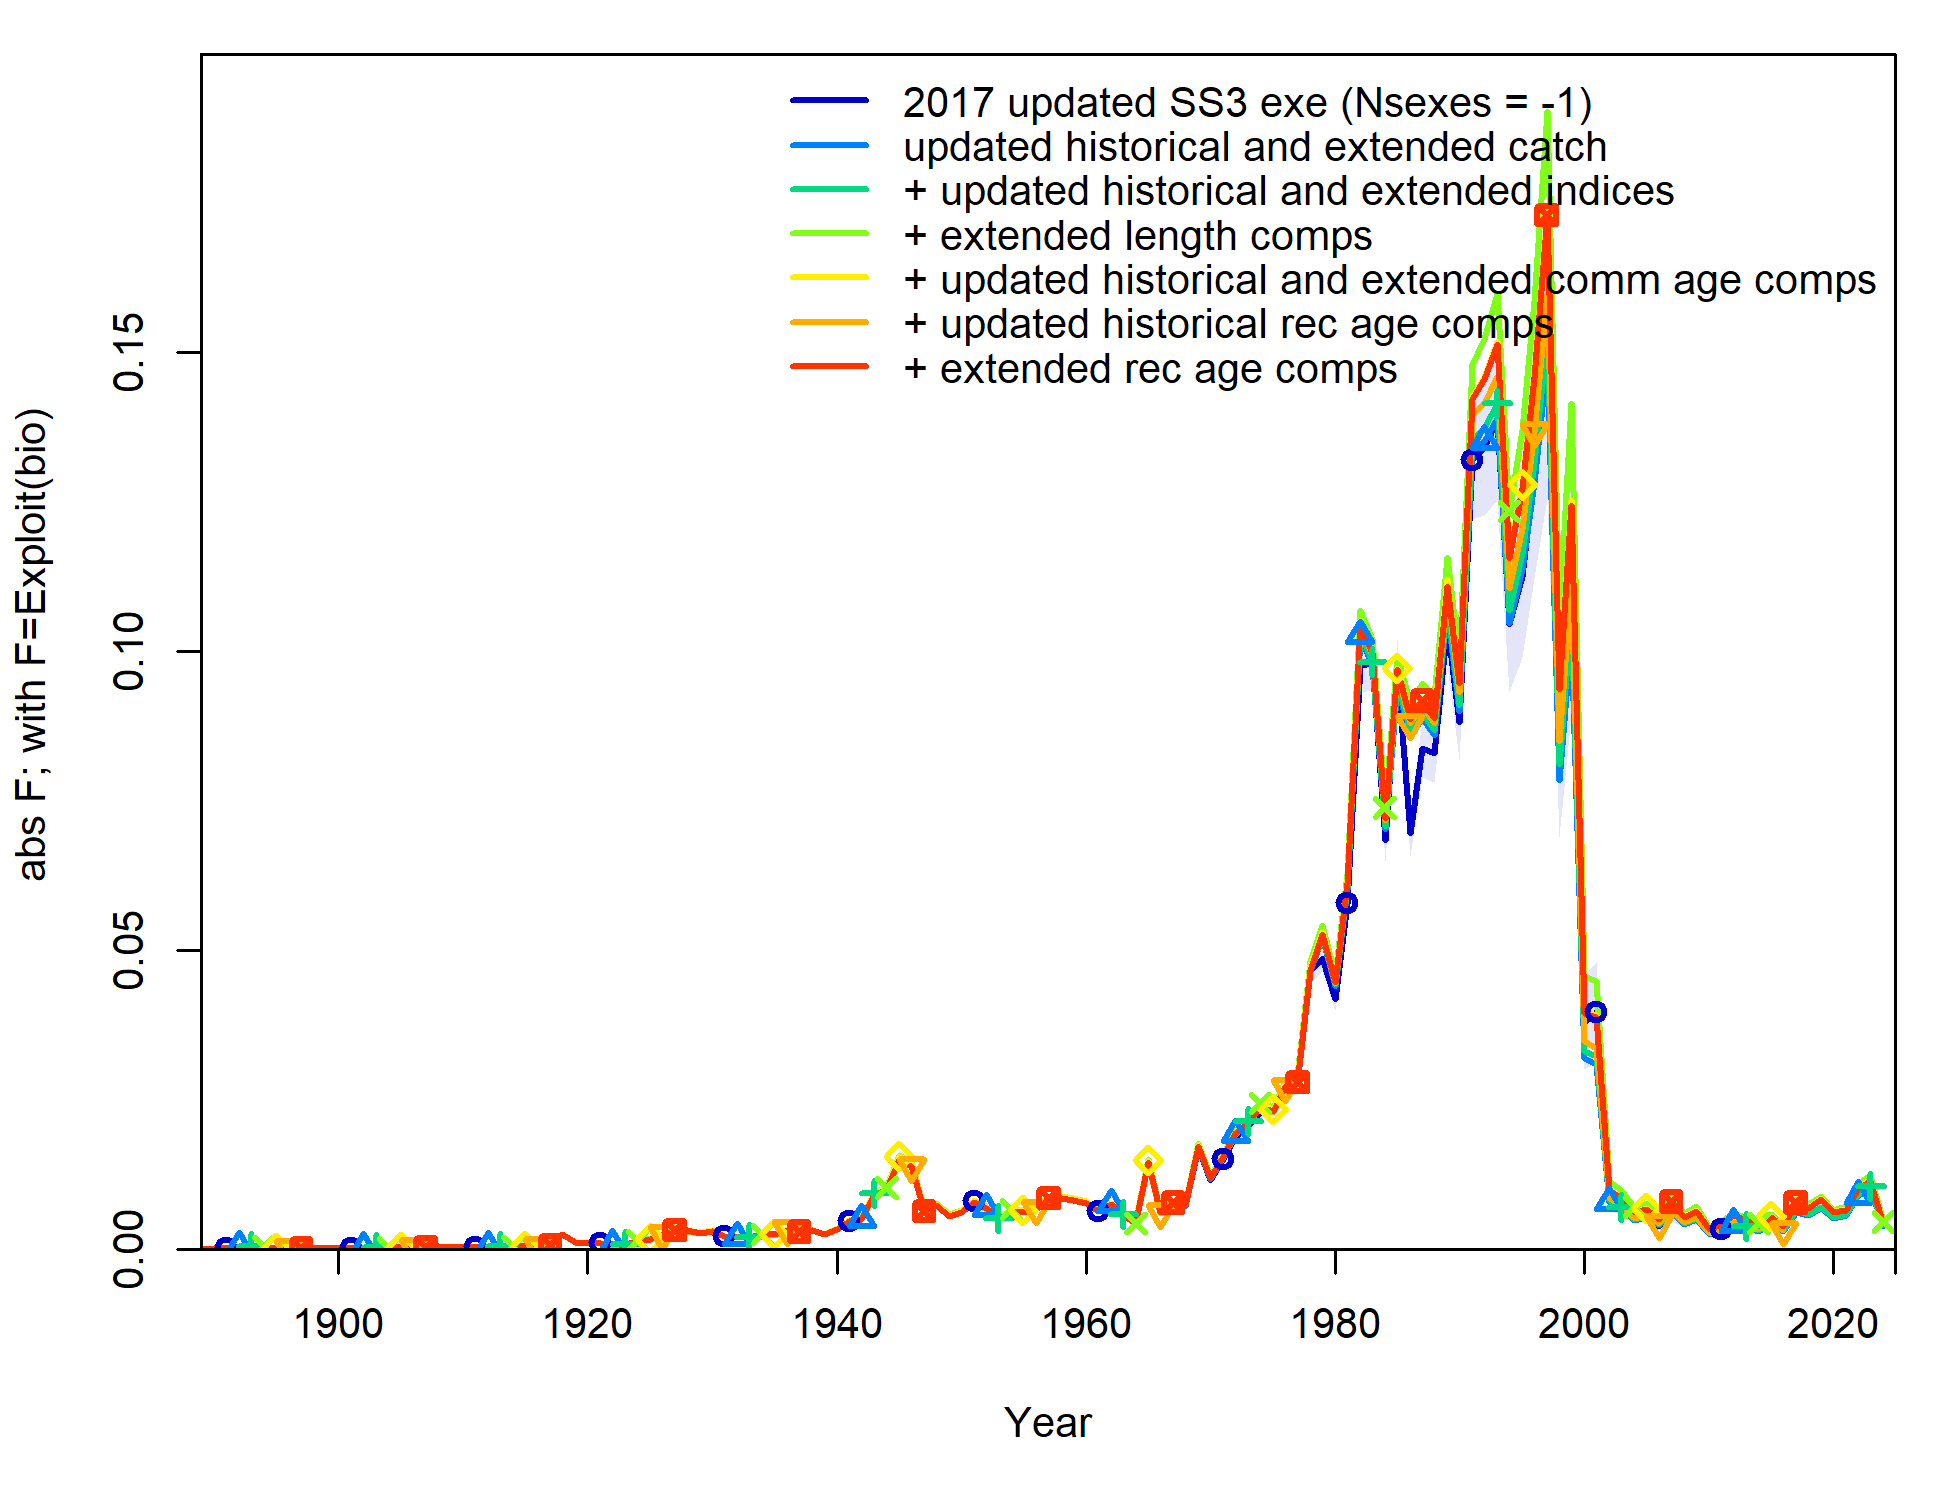 2017 updated SS3 exe (Nsexes = -1)
updated historical and extended catch
+ updated historical and extended indices
+ extended length comps
+ updated historical and extended comm age comps
+ updated historical rec age comps
+ extended rec age comps
abs F; with F=Exploit(bio)
0.15
0.10
0.05
0.00
1900 1920 1940 1960 1980 2000 2020
Year